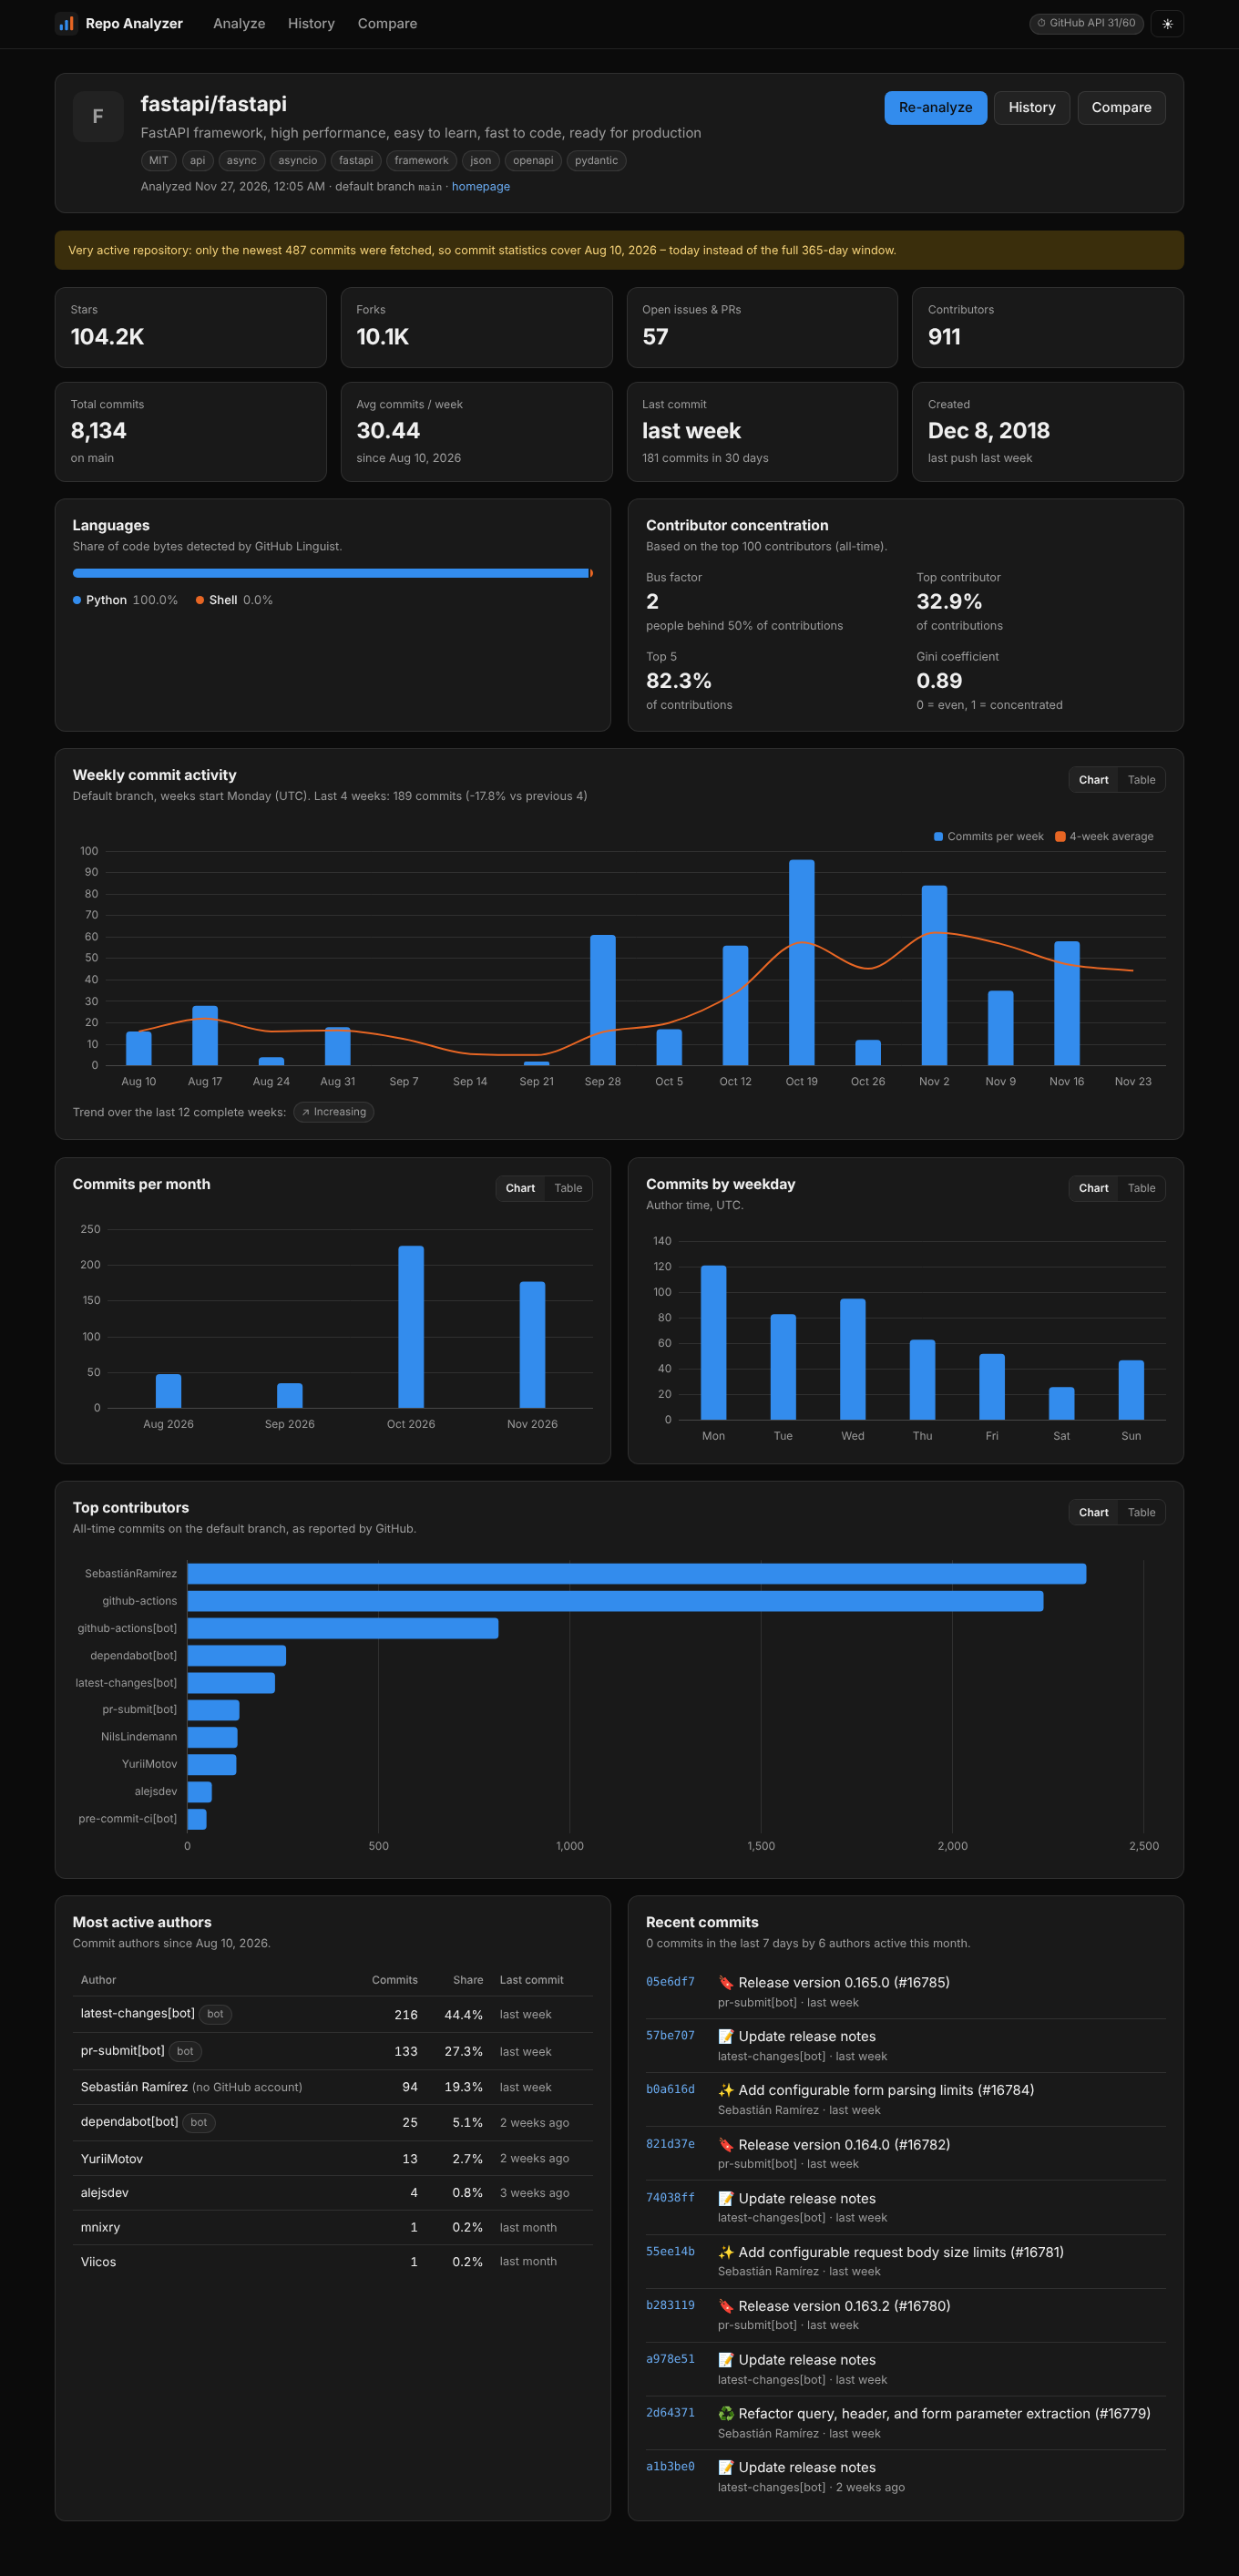 Repo Analyzer Analyze History Compare GitHub API 31/60
F
fastapi/fastapi
Re-analyze History Compare
FastAPI framework, high performance, easy to learn, fast to code, ready for production
MIT api async asyncio fastapi framework json openapi pydantic
Analyzed Nov 27, 2026, 12:05 AM · default branch main · homepage
Very active repository: only the newest 487 commits were fetched, so commit statistics cover Aug 10, 2026 – today instead of the full 365-day window.
Stars
104.2K
Forks
10.1K
Open issues & PRs
57
Contributors
911
Total commits
8,134
on main
Avg commits / week
30.44
since Aug 10, 2026
Last commit
last week
181 commits in 30 days
Created
Dec 8, 2018
last push last week
Languages
Share of code bytes detected by GitHub Linguist.
Python 100.0% Shell 0.0%
Contributor concentration
Based on the top 100 contributors (all-time).
Bus factor
2
people behind 50% of contributions
Top contributor
32.9%
of contributions
Top 5
82.3%
of contributions
Gini coefficient
0.89
0 = even, 1 = concentrated
Weekly commit activity
Default branch, weeks start Monday (UTC). Last 4 weeks: 189 commits (-17.8% vs previous 4)
Chart Table
Commits per week 4-week average
100
90
80
70
60
50
40
30
20
10
0
Aug 10 Aug 17 Aug 24 Aug 31 Sep 7 Sep 14 Sep 21 Sep 28 Oct 5 Oct 12 Oct 19 Oct 26 Nov 2 Nov 9 Nov 16 Nov 23
Trend over the last 12 complete weeks: ↗ Increasing
Commits per month
Chart Table
250
200
150
100
50
0
Aug 2026 Sep 2026 Oct 2026 Nov 2026
Commits by weekday
Author time, UTC.
Chart Table
140
120
100
80
60
40
20
0
Mon Tue Wed Thu Fri Sat Sun
Top contributors
All-time commits on the default branch, as reported by GitHub.
Chart Table
SebastiánRamírez
github-actions
github-actions[bot]
dependabot[bot]
latest-changes[bot]
pr-submit[bot]
NilsLindemann
YuriiMotov
alejsdev
pre-commit-ci[bot]
0 500 1,000 1,500 2,000 2,500
Most active authors
Commit authors since Aug 10, 2026.
Author Commits Share Last commit
latest-changes[bot] bot 216 44.4% last week
pr-submit[bot] bot 133 27.3% last week
Sebastián Ramírez (no GitHub account) 94 19.3% last week
dependabot[bot] bot 25 5.1% 2 weeks ago
YuriiMotov 13 2.7% 2 weeks ago
alejsdev 4 0.8% 3 weeks ago
mnixry 1 0.2% last month
Viicos 1 0.2% last month
Recent commits
0 commits in the last 7 days by 6 authors active this month.
05e6df7 🔖 Release version 0.165.0 (#16785)
pr-submit[bot] · last week
57be707 📝 Update release notes
latest-changes[bot] · last week
b0a616d ✨ Add configurable form parsing limits (#16784)
Sebastián Ramírez · last week
821d37e 🔖 Release version 0.164.0 (#16782)
pr-submit[bot] · last week
74038ff 📝 Update release notes
latest-changes[bot] · last week
55ee14b ✨ Add configurable request body size limits (#16781)
Sebastián Ramírez · last week
b283119 🔖 Release version 0.163.2 (#16780)
pr-submit[bot] · last week
a978e51 📝 Update release notes
latest-changes[bot] · last week
2d64371 ♻️ Refactor query, header, and form parameter extraction (#16779)
Sebastián Ramírez · last week
a1b3be0 📝 Update release notes
latest-changes[bot] · 2 weeks ago